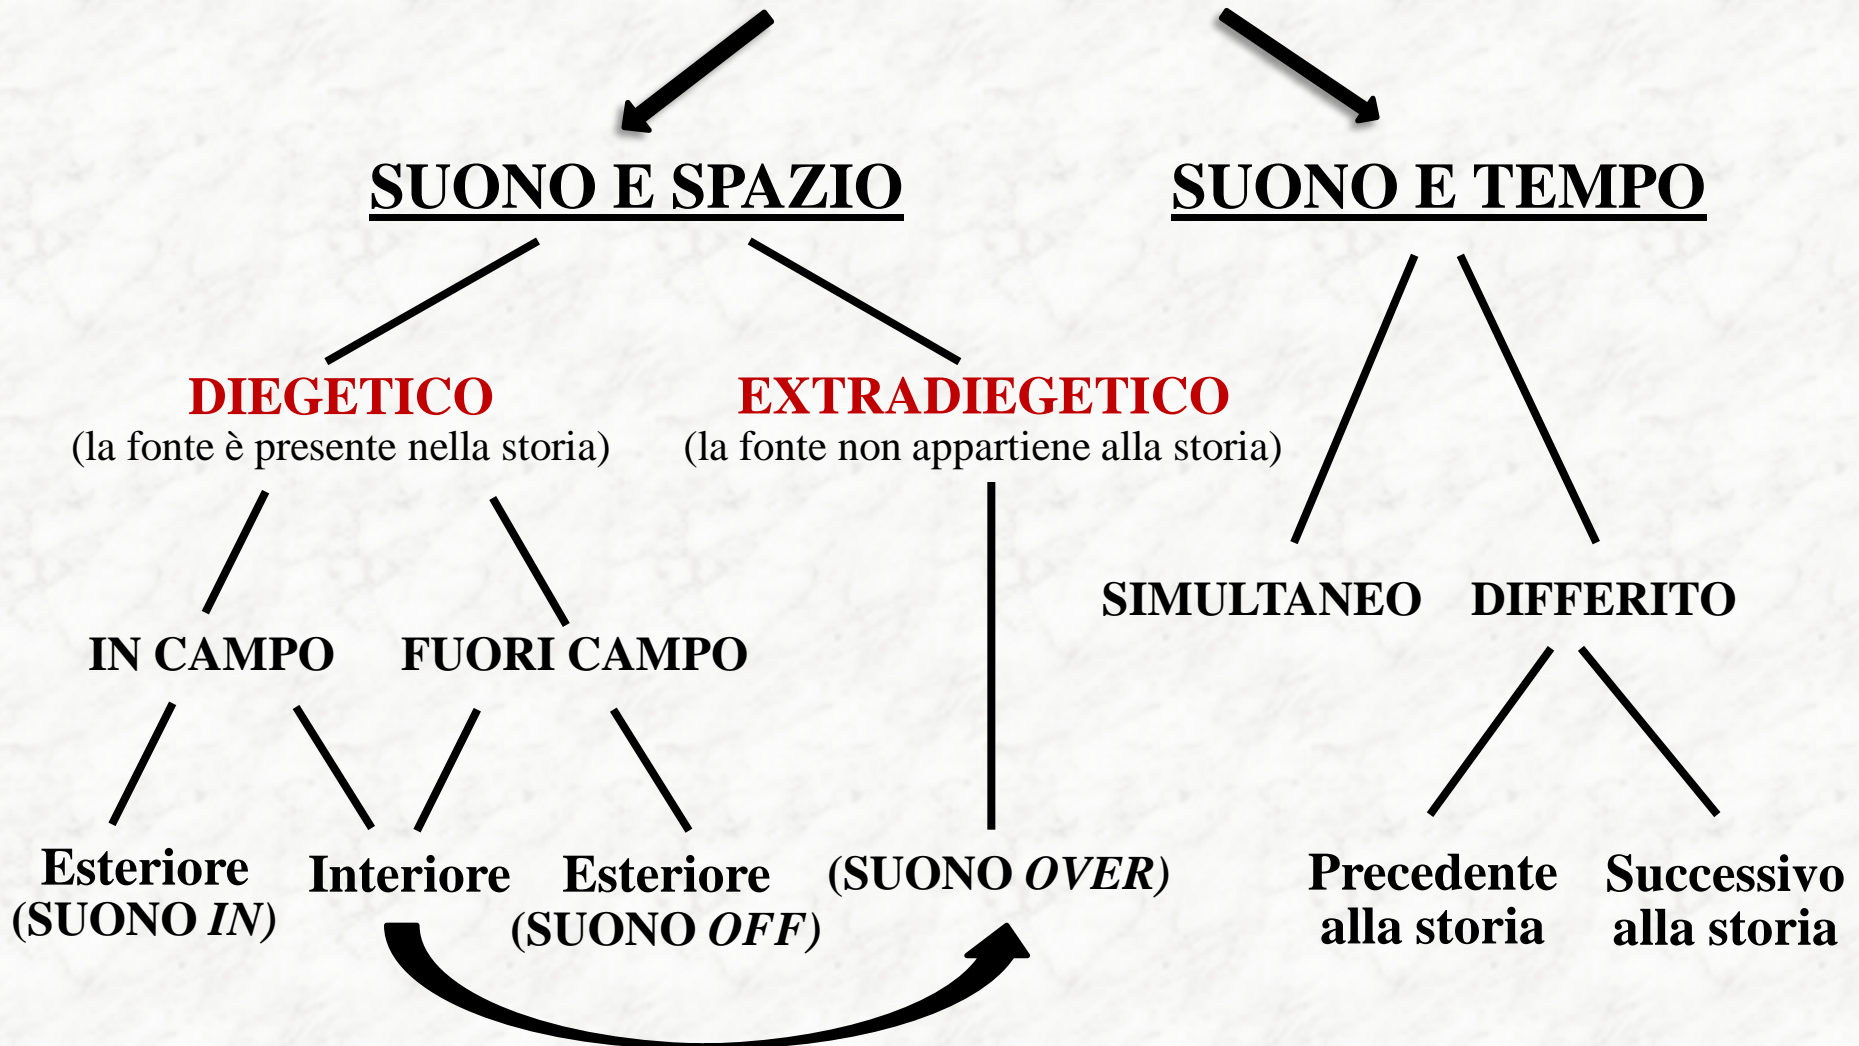 SUONO E SPAZIO
SUONO E TEMPO
DIEGETICO
(la fonte è presente nella storia)
EXTRADIEGETICO
(la fonte non appartiene alla storia)
SIMULTANEO
DIFFERITO
IN CAMPO
FUORI CAMPO
Esteriore
(SUONO IN)
Interiore
Esteriore
(SUONO OFF)
(SUONO OVER)
Precedente
alla storia
Successivo
alla storia